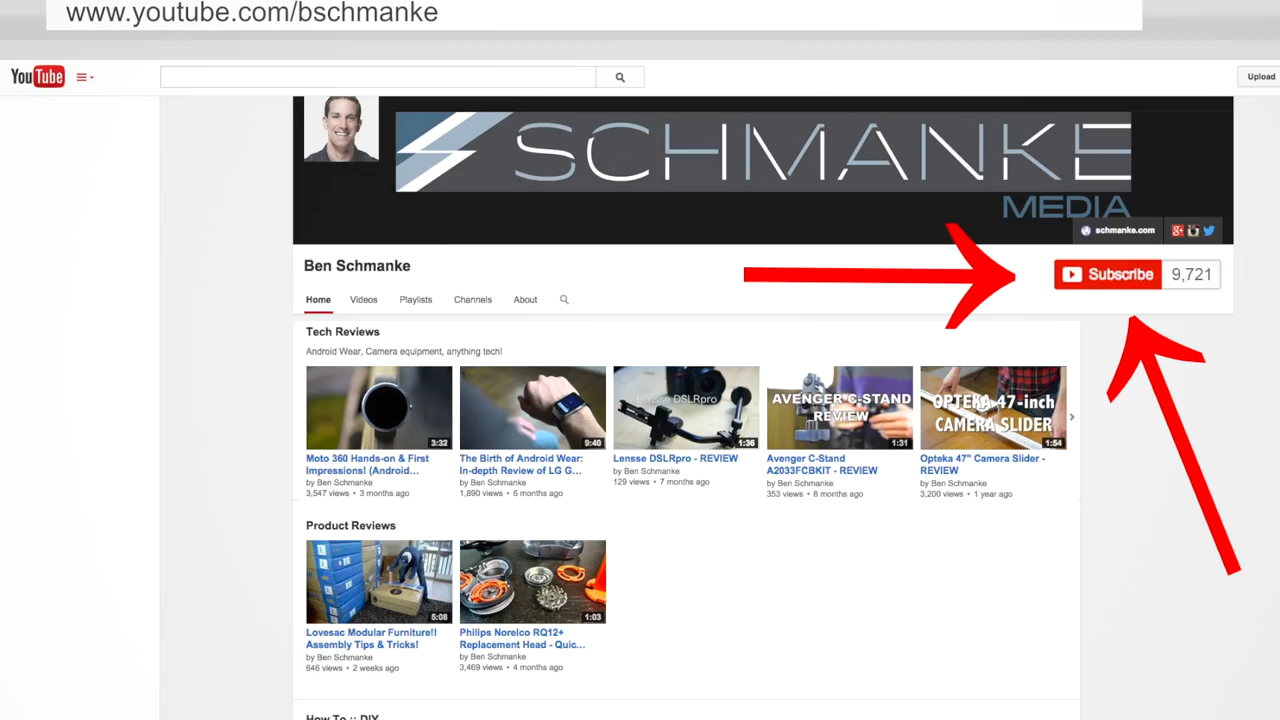 www.youtube.com/bschmanke
YouTube
Upload
SCHMANKE
MEDIA
schmanke.com
Ben Schmanke
Subscribe 9,721
Home Videos Playlists Channels About
Tech Reviews
Android Wear, Camera equipment, anything tech!
3:32
Moto 360 Hands-on & First
Impressions! (Android...
by Ben Schmanke
3,547 views • 3 months ago
9:40
The Birth of Android Wear:
In-depth Review of LG G...
by Ben Schmanke
1,890 views • 6 months ago
Lensse DSLRpro
1:36
Lensse DSLRpro - REVIEW
by Ben Schmanke
129 views • 7 months ago
AVENGER C-STAND
REVIEW
1:31
Avenger C-Stand
A2033FCBKIT - REVIEW
by Ben Schmanke
353 views • 8 months ago
OPTEKA 47-inch
CAMERA SLIDER
1:54
Opteka 47" Camera Slider -
REVIEW
by Ben Schmanke
3,200 views • 1 year ago
Product Reviews
5:08
Lovesac Modular Furniture!!
Assembly Tips & Tricks!
by Ben Schmanke
646 views • 2 weeks ago
1:03
Philips Norelco RQ12+
Replacement Head - Quic...
by Ben Schmanke
3,469 views • 4 months ago
How To :: DIY